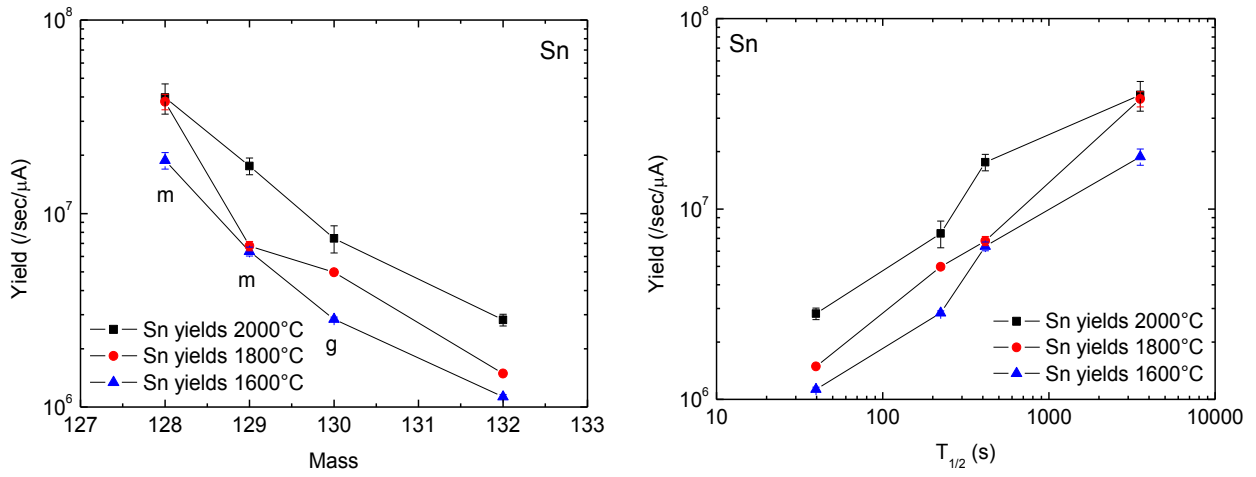 Sn
10^8
10^7
10^6
Yield (/sec/μA)
m
m
g
Sn yields 2000°C
Sn yields 1800°C
Sn yields 1600°C
127 128 129 130 131 132 133
Mass
Sn
10^8
10^7
10^6
Yield (/sec/μA)
Sn yields 2000°C
Sn yields 1800°C
Sn yields 1600°C
10 100 1000 10000
T_{1/2} (s)